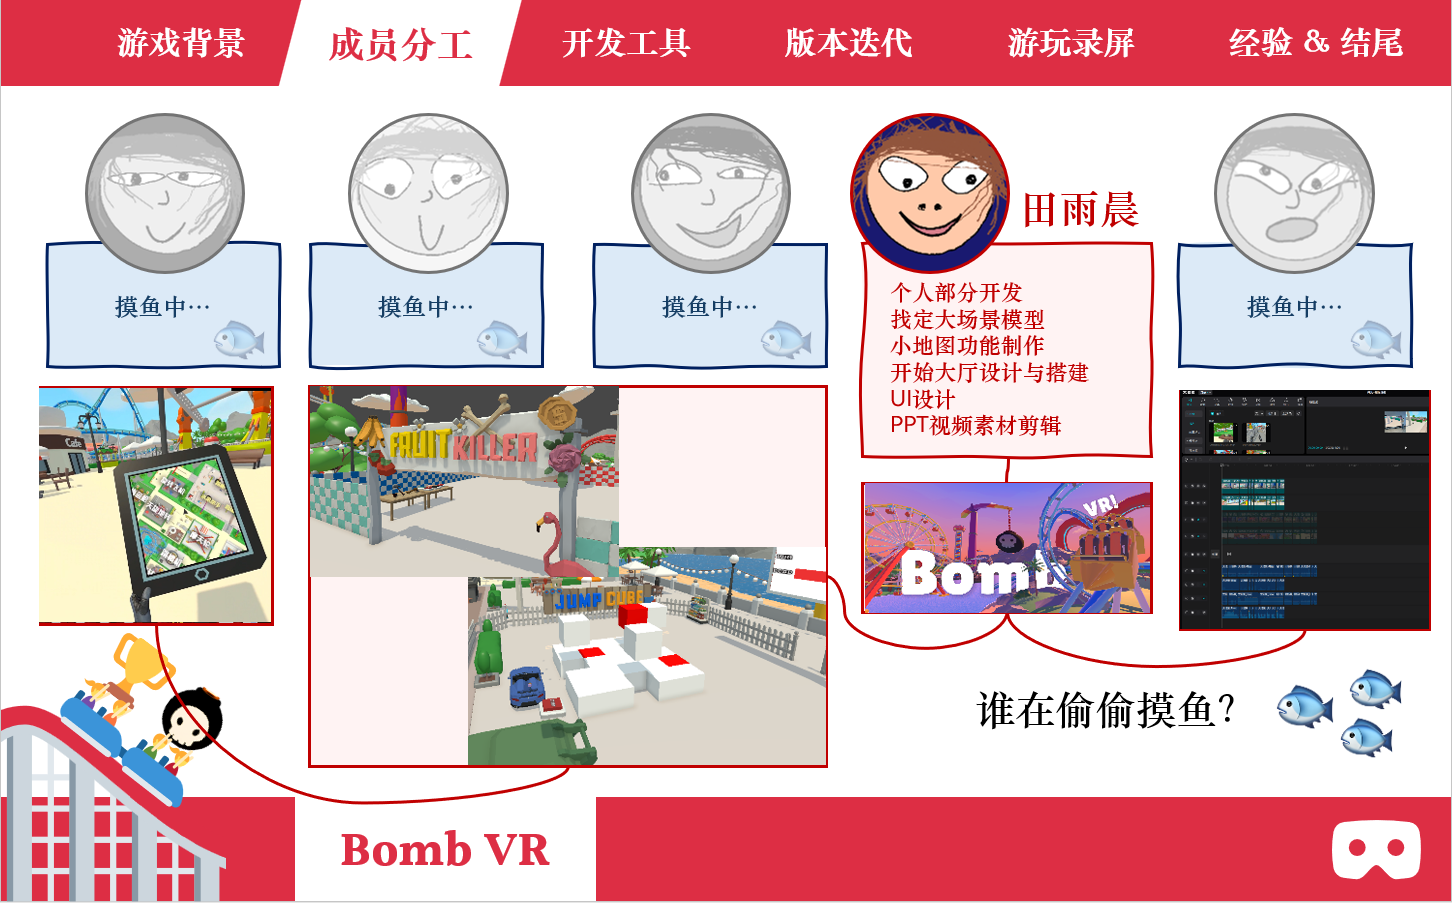 游戏背景
成员分工
开发工具
版本迭代
游玩录屏
经验 & 结尾
田雨晨
摸鱼中…
摸鱼中…
摸鱼中…
个人部分开发
找定大场景模型
小地图功能制作
开始大厅设计与搭建
UI设计
PPT视频素材剪辑
摸鱼中…
Cafe
FRUIT KILLER
JUMP CUBE
VR!
Bomb
谁在偷偷摸鱼？
Bomb VR